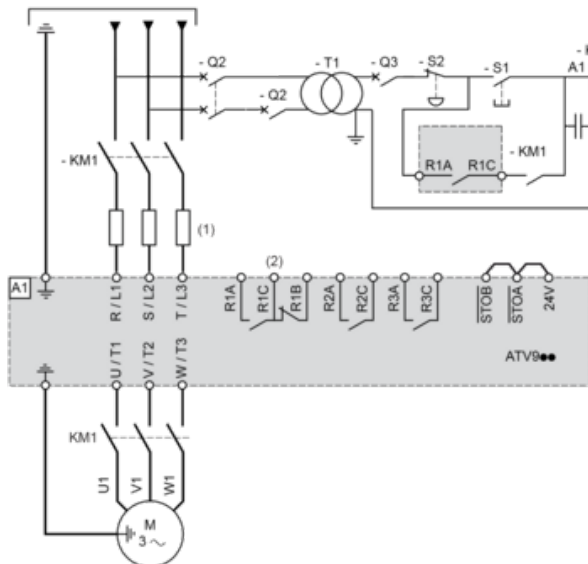 - Q2
- T1
- Q3
- S2
- S1
A1
- Q2
- KM1
R1A
R1C
- KM1
(1)
(2)
A1
R / L1
S / L2
T / L3
R1A
R1C
R1B
R2A
R2C
R3A
R3C
STOB
STOA
24V
U / T1
V / T2
W / T3
ATV9●●
KM1
U1
V1
W1
M
3 ~